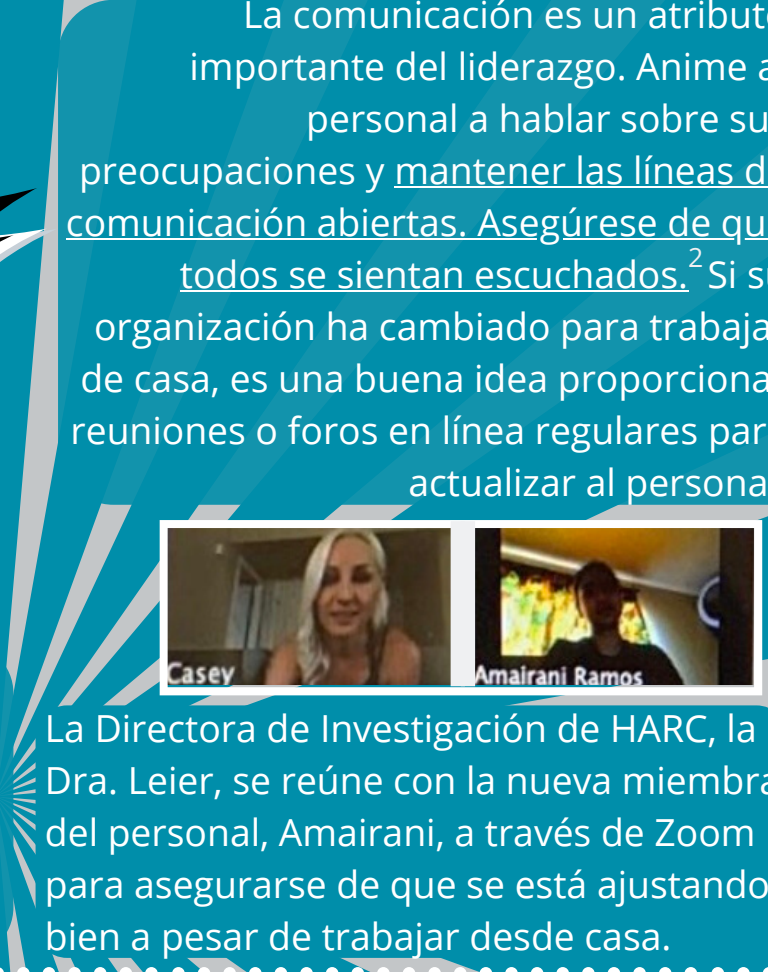 La comunicación es un atribut
importante del liderazgo. Anime a
personal a hablar sobre su
preocupaciones y mantener las líneas d
comunicación abiertas. Asegúrese de qu
todos se sientan escuchados.² Si su
organización ha cambiado para trabaja
de casa, es una buena idea proporciona
reuniones o foros en línea regulares par
actualizar al persona
Casey
Amairani Ramos
La Directora de Investigación de HARC, la
Dra. Leier, se reúne con la nueva miembra
del personal, Amairani, a través de Zoom
para asegurarse de que se está ajustando
bien a pesar de trabajar desde casa.